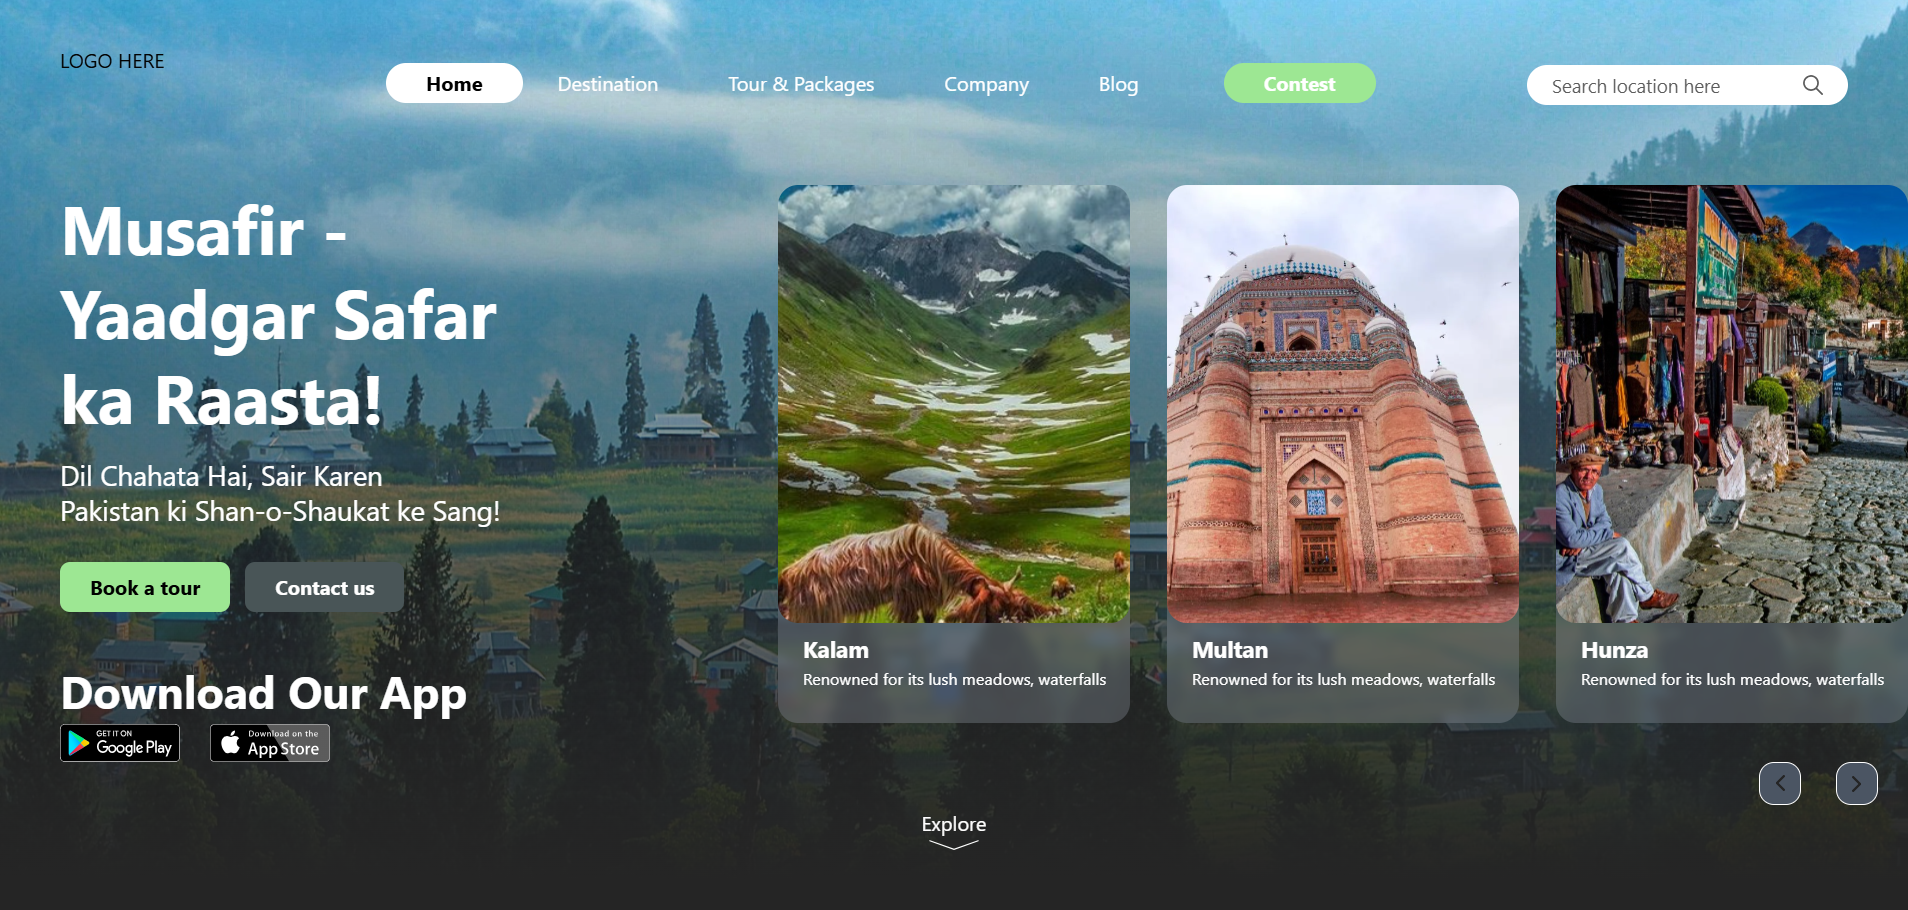 LOGO HERE
Home
Destination
Tour & Packages
Company
Blog
Contest
Search location here
Musafir -
Yaadgar Safar
ka Raasta!
Dil Chahata Hai, Sair Karen
Pakistan ki Shan-o-Shaukat ke Sang!
Book a tour
Contact us
Download Our App
GET IT ON
Google Play
Download on the
App Store
Kalam
Renowned for its lush meadows, waterfalls
Multan
Renowned for its lush meadows, waterfalls
Hunza
Renowned for its lush meadows, waterfalls
Explore